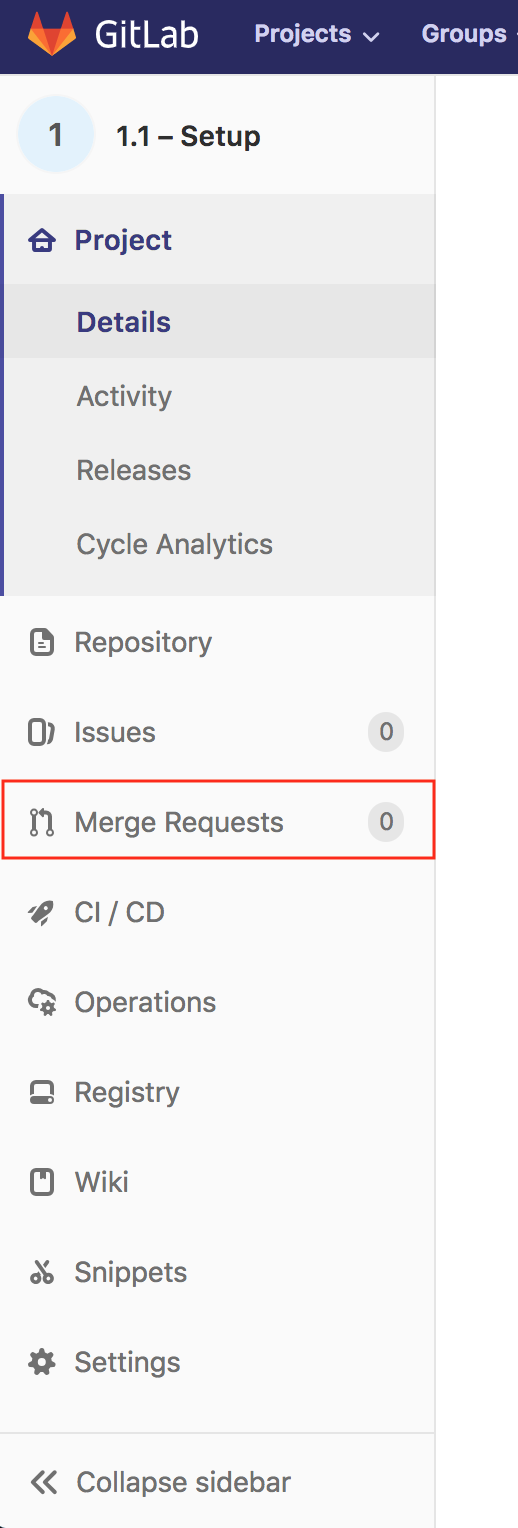 GitLab Projects Groups
1 1.1 – Setup
Project
Details
Activity
Releases
Cycle Analytics
Repository
Issues 0
Merge Requests 0
CI / CD
Operations
Registry
Wiki
Snippets
Settings
Collapse sidebar